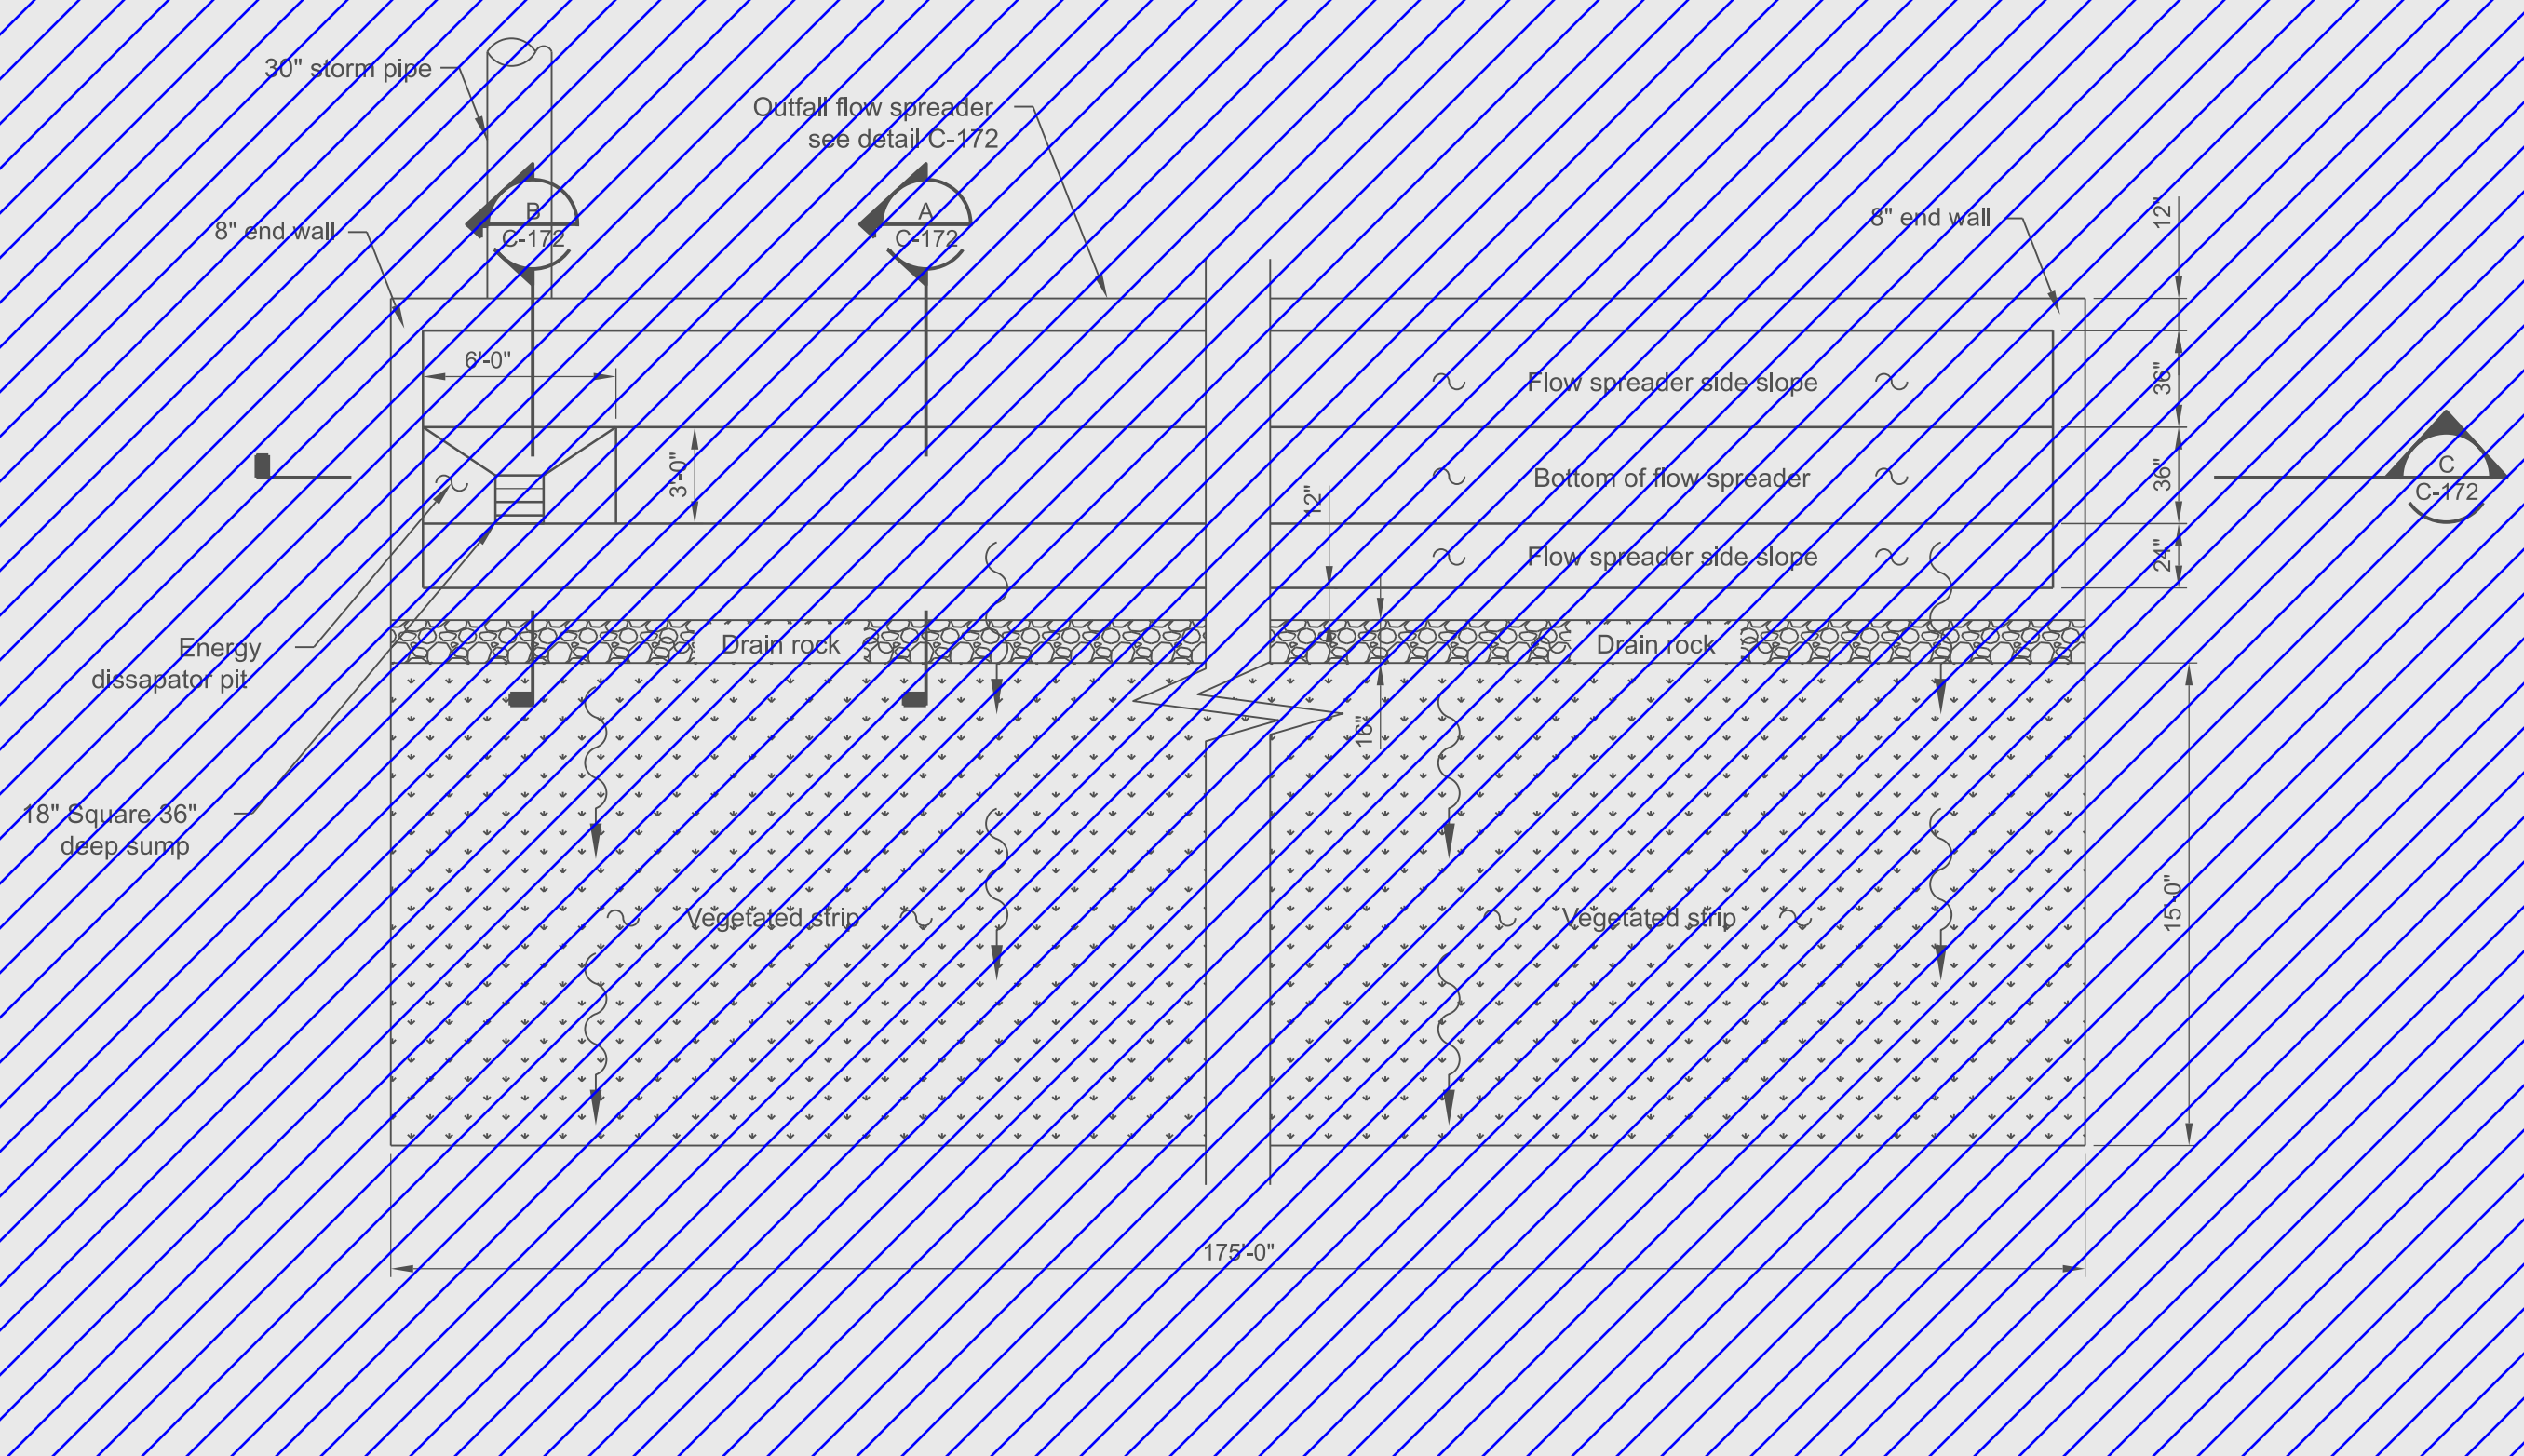 30" storm pipe
Outfall flow spreader
see detail C-172
B
C-172
A
C-172
8" end wall
8" end wall
12"
6'-0"
Flow spreader side slope
36"
3'-0"
Bottom of flow spreader
36"
C
C-172
12"
Flow spreader side slope
24"
Energy
dissapator pit
Drain rock
Drain rock
16"
18" Square 36"
deep sump
Vegetated strip
Vegetated strip
15'-0"
175'-0"